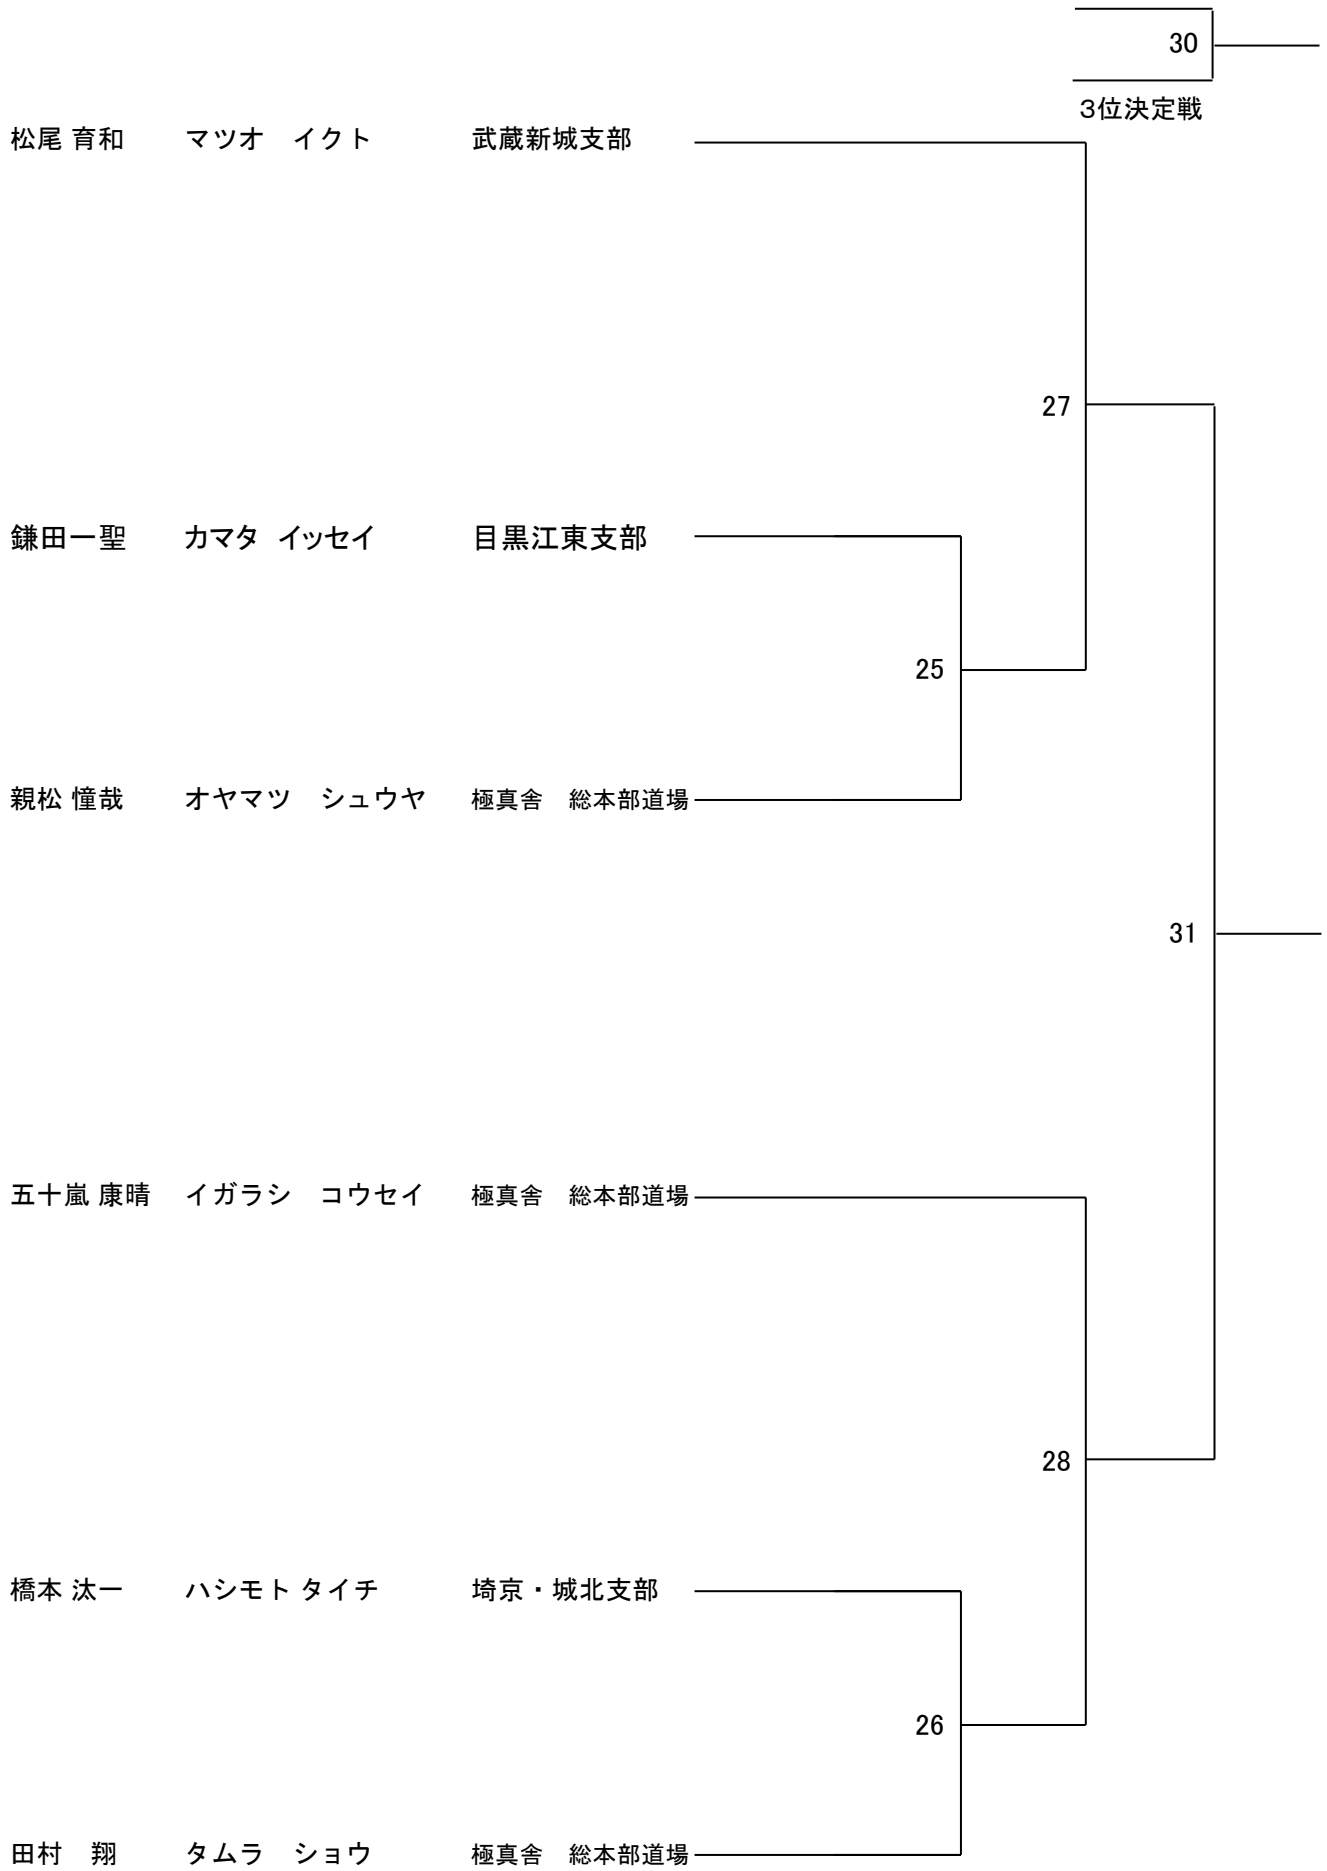 30
3位決定戦
松尾 育和 マツオ　イクト 武蔵新城支部
27
鎌田一聖 カマタ イッセイ 目黒江東支部
25
親松 憧哉 オヤマツ　シュウヤ 極真舎　総本部道場
31
五十嵐 康晴 イガラシ　コウセイ 極真舎　総本部道場
28
橋本 汰一 ハシモト タイチ 埼京・城北支部
26
田村　翔 タムラ　ショウ 極真舎　総本部道場